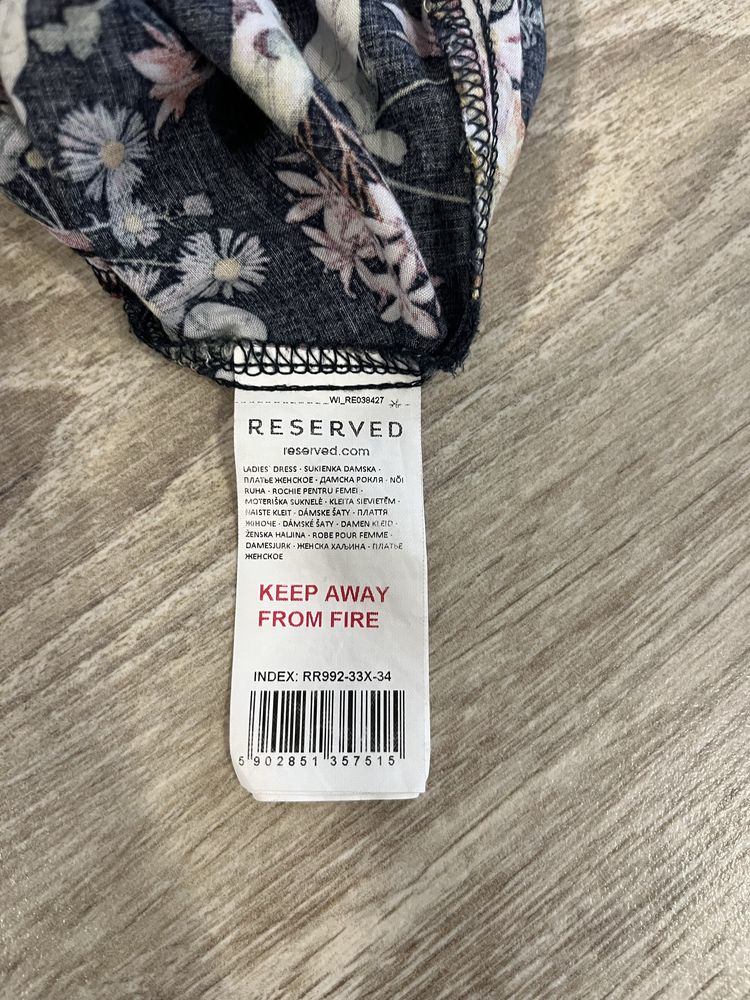 WI_RE038427
RESERVED
reserved.com
LADIES' DRESS · SUKIENKA DAMSKA ·
ПЛАТЬЕ ЖЕНСКОЕ · ДАМСКА РОКЛЯ · NŐI
RUHA · ROCHIE PENTRU FEMEI ·
MOTERIŠKA SUKNELĖ · KLEITA SIEVIETĒM ·
NAISTE KLEIT · DÁMSKE ŠATY · ПЛАТТЯ
ЖІНОЧЕ · DÁMSKÉ ŠATY · DAMEN KLEID ·
ŽENSKA HALJINA · ROBE POUR FEMME ·
DAMESJURK · ЖЕНСКА ХАЉИНА · ПЛАТЬЕ
ЖЕНСКОЕ
KEEP AWAY
FROM FIRE
INDEX: RR992-33X-34
5 902851 357515